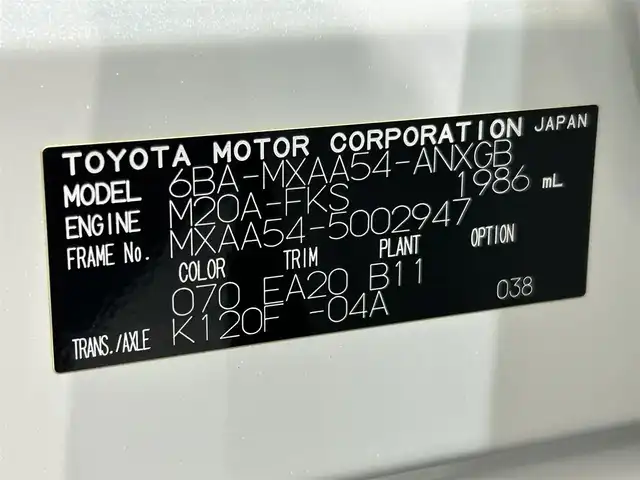 TOYOTA MOTOR CORPORATION JAPAN
MODEL 6BA-MXAA54-ANXGB
ENGINE M20A-FKS 1986 mL
FRAME No. MXAA54-5002947
COLOR TRIM PLANT OPTION
070 EA20 B11
TRANS./AXLE K120F -04A 038